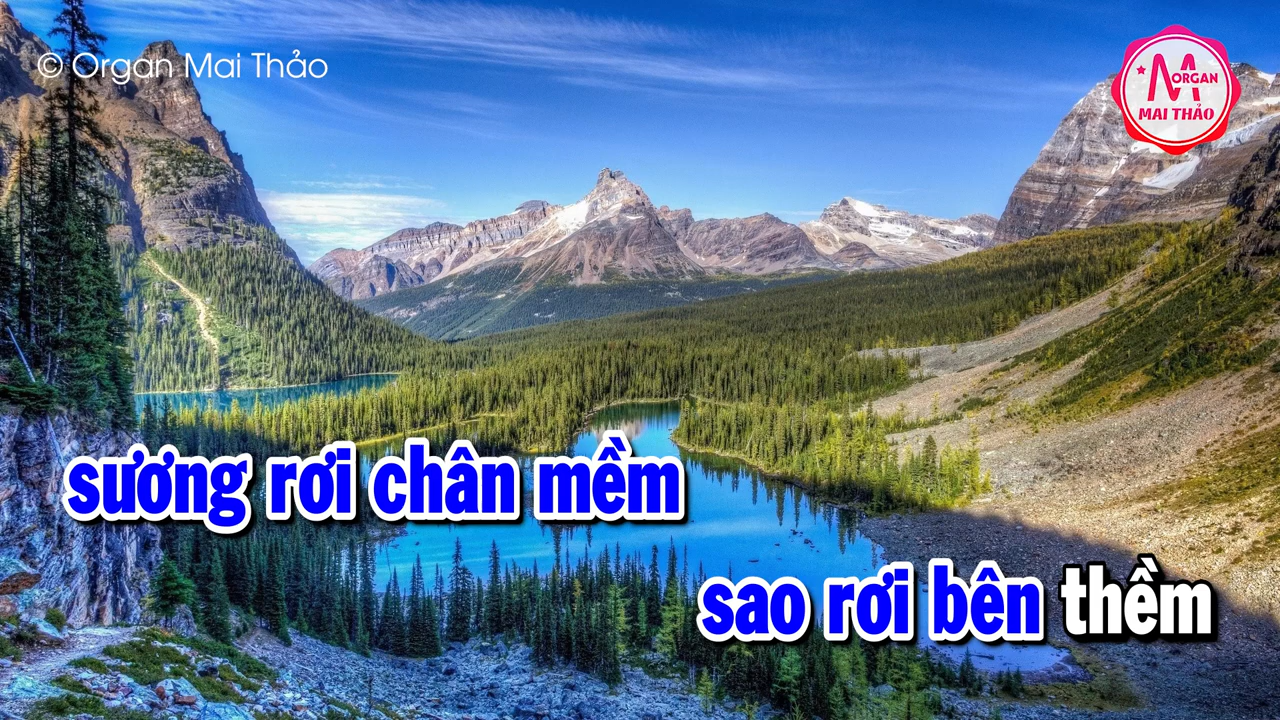 © Organ Mai Thảo
M ORGAN
MAI THẢO
sương rơi chân mềm
sao rơi bên thềm